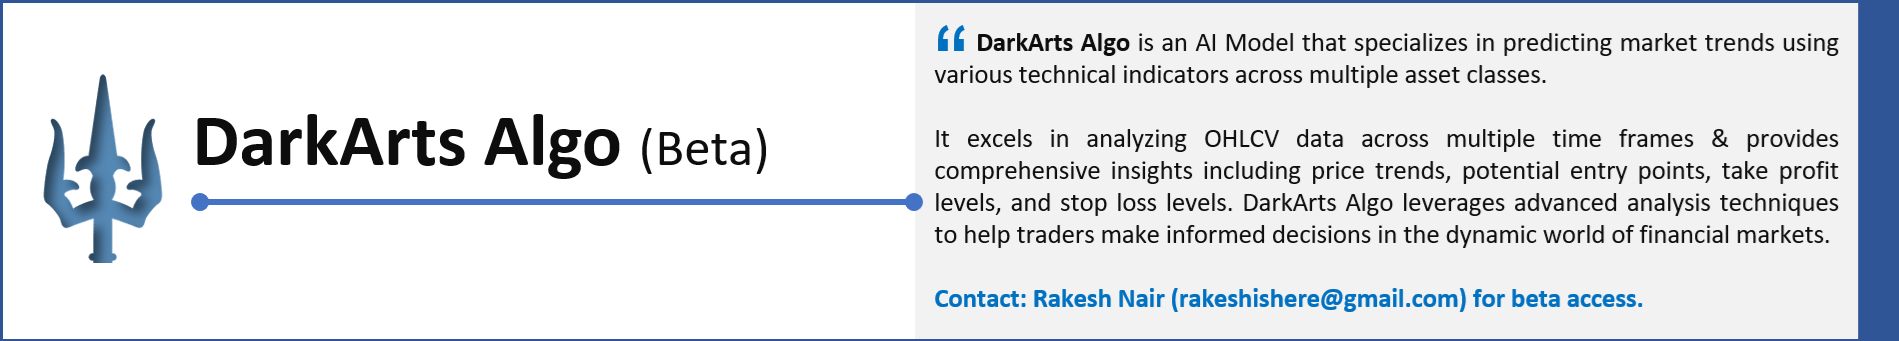 DarkArts Algo (Beta)
“ DarkArts Algo is an AI Model that specializes in predicting market trends using
various technical indicators across multiple asset classes.
It excels in analyzing OHLCV data across multiple time frames & provides
comprehensive insights including price trends, potential entry points, take profit
levels, and stop loss levels. DarkArts Algo leverages advanced analysis techniques
to help traders make informed decisions in the dynamic world of financial markets.
Contact: Rakesh Nair (rakeshishere@gmail.com) for beta access.